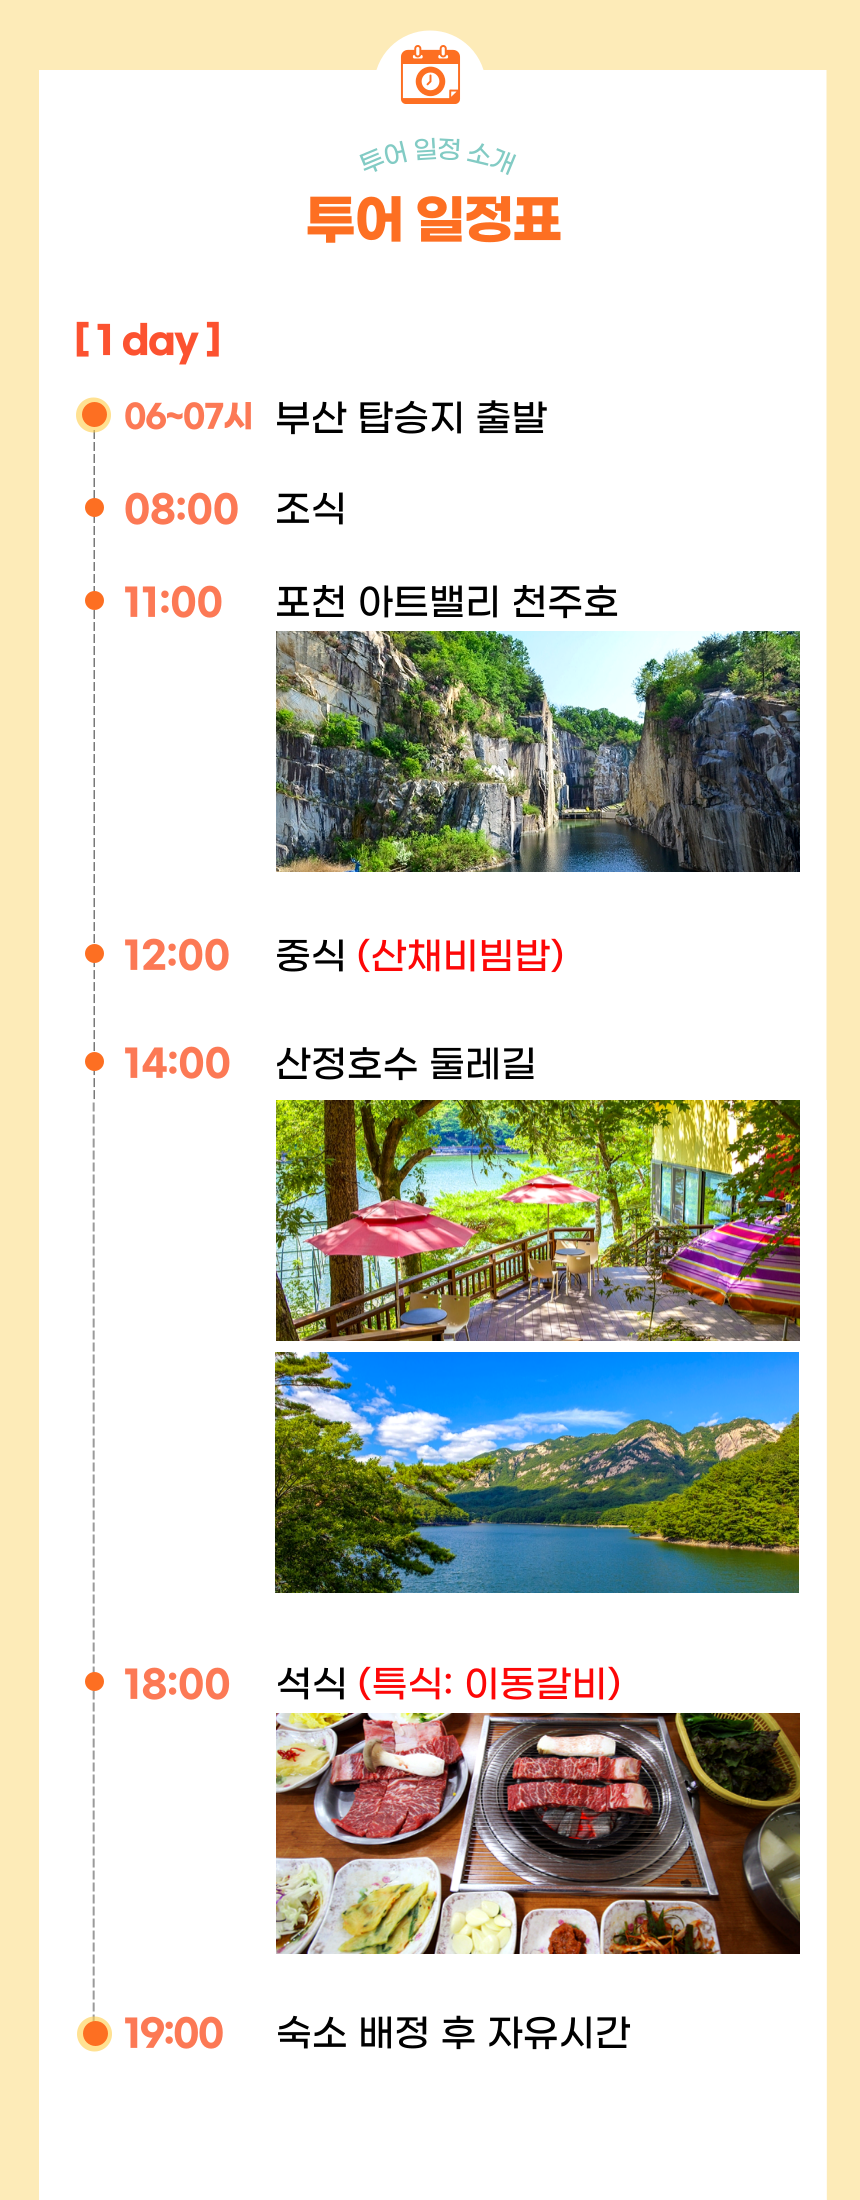 투어 일정 소개
투어 일정표
[ 1 day ]
06~07시 부산 탑승지 출발
08:00 조식
11:00 포천 아트밸리 천주호
12:00 중식 (산채비빔밥)
14:00 산정호수 둘레길
18:00 석식 (특식: 이동갈비)
19:00 숙소 배정 후 자유시간